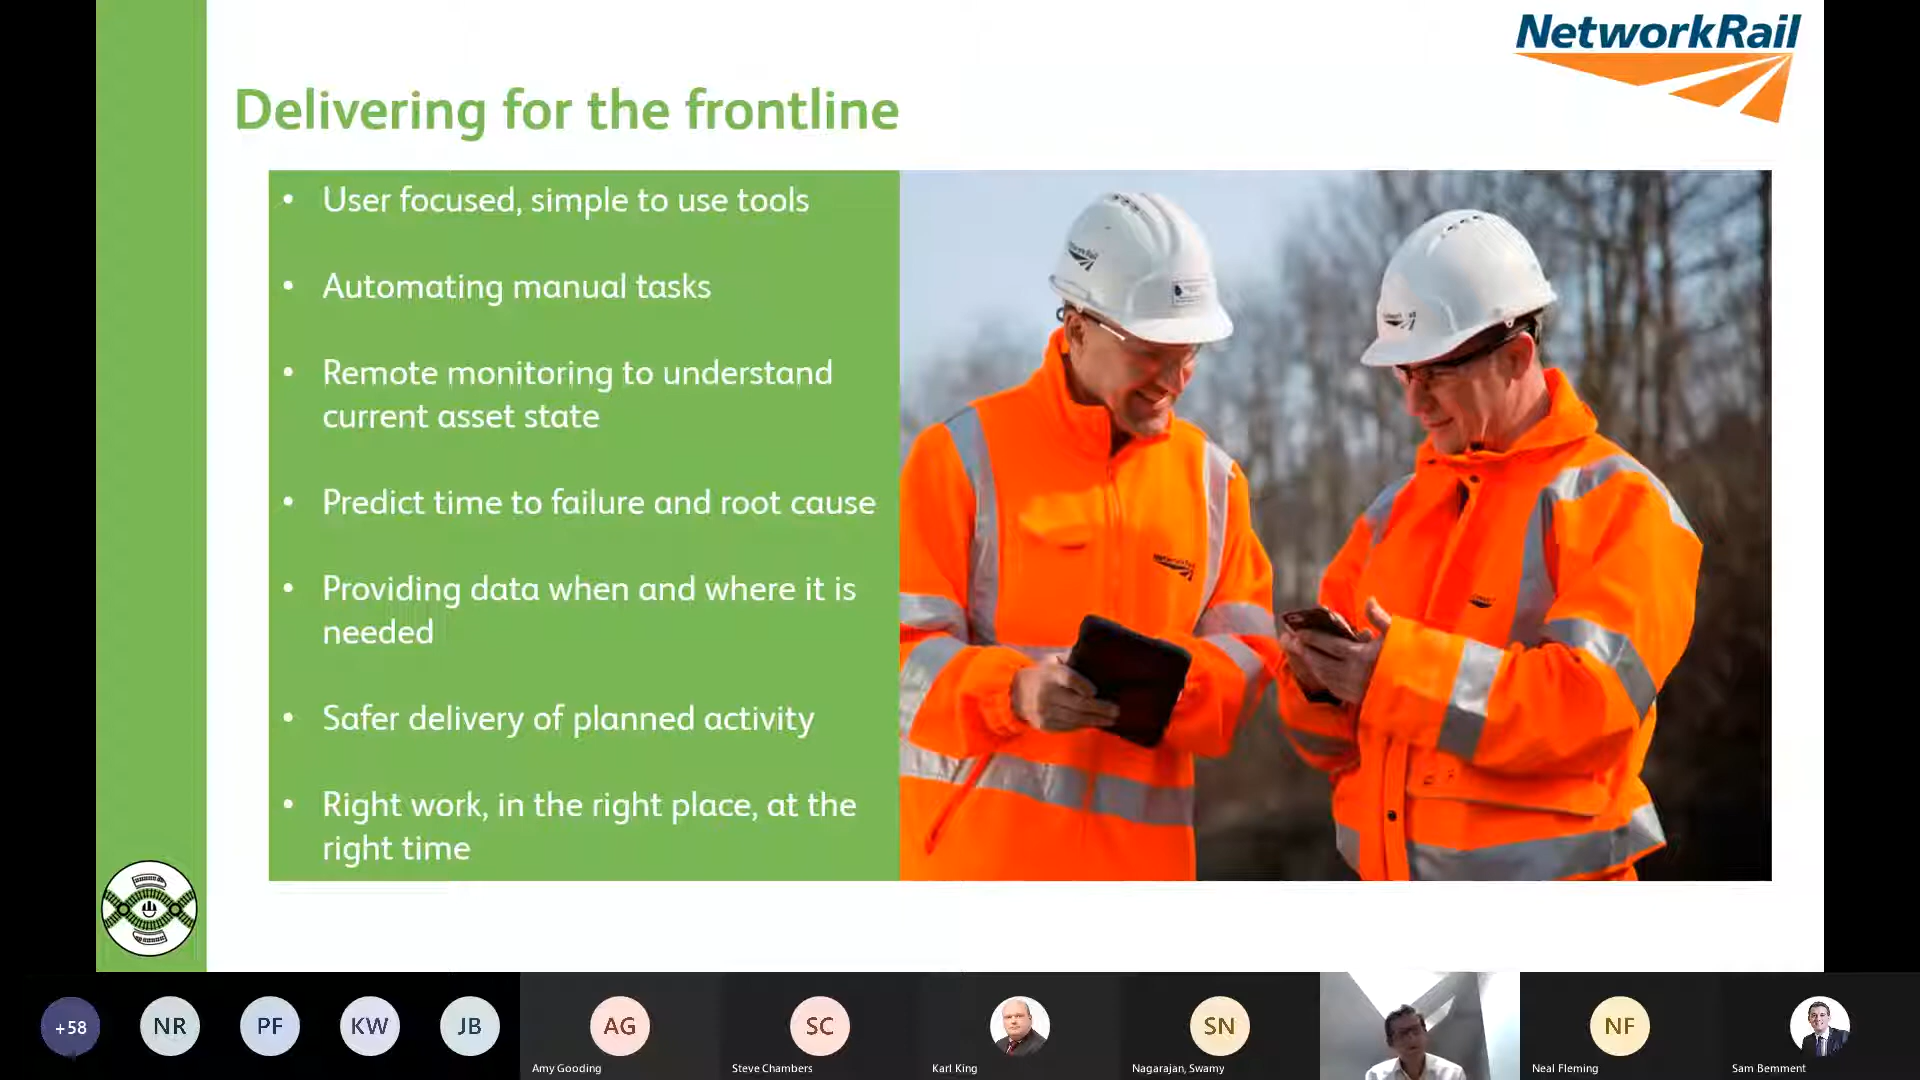 NetworkRail
Delivering for the frontline
• User focused, simple to use tools
• Automating manual tasks
• Remote monitoring to understand
current asset state
• Predict time to failure and root cause
• Providing data when and where it is
needed
• Safer delivery of planned activity
• Right work, in the right place, at the
right time
+58
NR
PF
KW
JB
AG
Amy Gooding
SC
Steve Chambers
Karl King
SN
Nagarajan, Swamy
NF
Neal Fleming
Sam Bemment